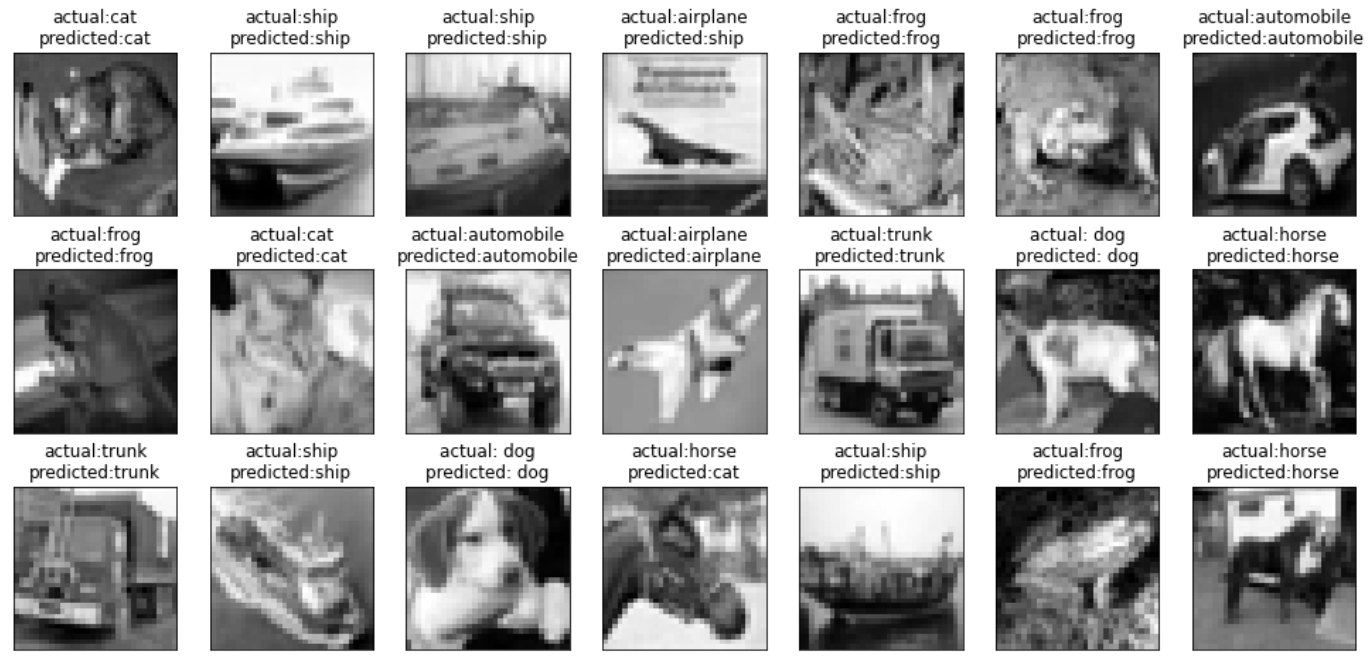 actual:cat
predicted:cat
actual:ship
predicted:ship
actual:ship
predicted:ship
actual:airplane
predicted:ship
actual:frog
predicted:frog
actual:frog
predicted:frog
actual:automobile
predicted:automobile
actual:frog
predicted:frog
actual:cat
predicted:cat
actual:automobile
predicted:automobile
actual:airplane
predicted:airplane
actual:trunk
predicted:trunk
actual: dog
predicted: dog
actual:horse
predicted:horse
actual:trunk
predicted:trunk
actual:ship
predicted:ship
actual: dog
predicted: dog
actual:horse
predicted:cat
actual:ship
predicted:ship
actual:frog
predicted:frog
actual:horse
predicted:horse